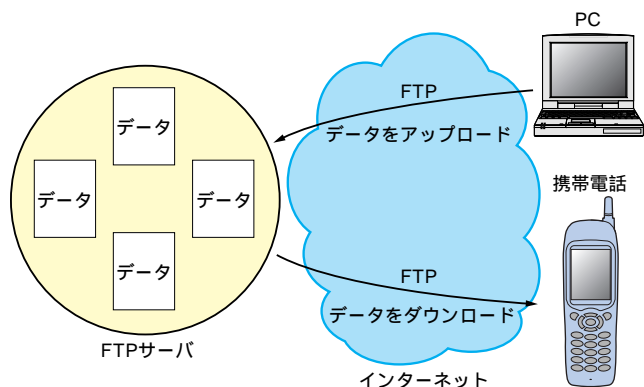 PC
FTP
データをアップロード
データ
データ
データ
データ
携帯電話
FTP
データをダウンロード
FTPサーバ
インターネット